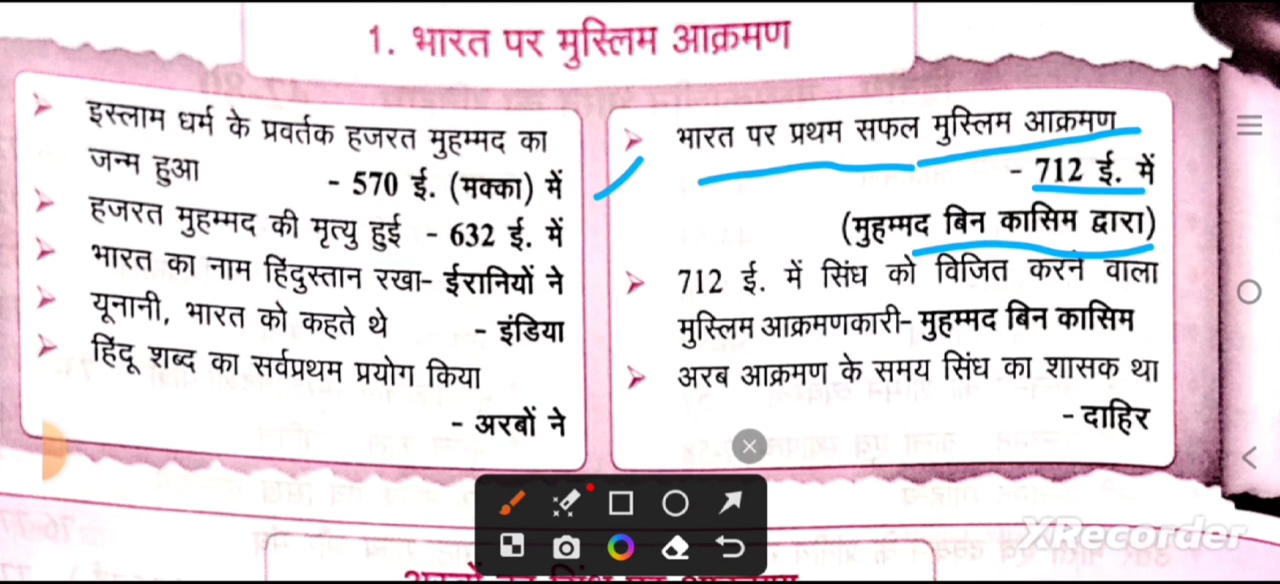 1. भारत पर मुस्लिम आक्रमण
इस्लाम धर्म के प्रवर्तक हजरत मुहम्मद का
जन्म हुआ - 570 ई. (मक्का) में
हजरत मुहम्मद की मृत्यु हुई - 632 ई. में
भारत का नाम हिंदुस्तान रखा- ईरानियों ने
यूनानी, भारत को कहते थे - इंडिया
हिंदू शब्द का सर्वप्रथम प्रयोग किया
- अरबों ने
भारत पर प्रथम सफल मुस्लिम आक्रमण
- 712 ई. में
(मुहम्मद बिन कासिम द्वारा)
712 ई. में सिंध को विजित करने वाला
मुस्लिम आक्रमणकारी- मुहम्मद बिन कासिम
अरब आक्रमण के समय सिंध का शासक था
- दाहिर
XRecorder